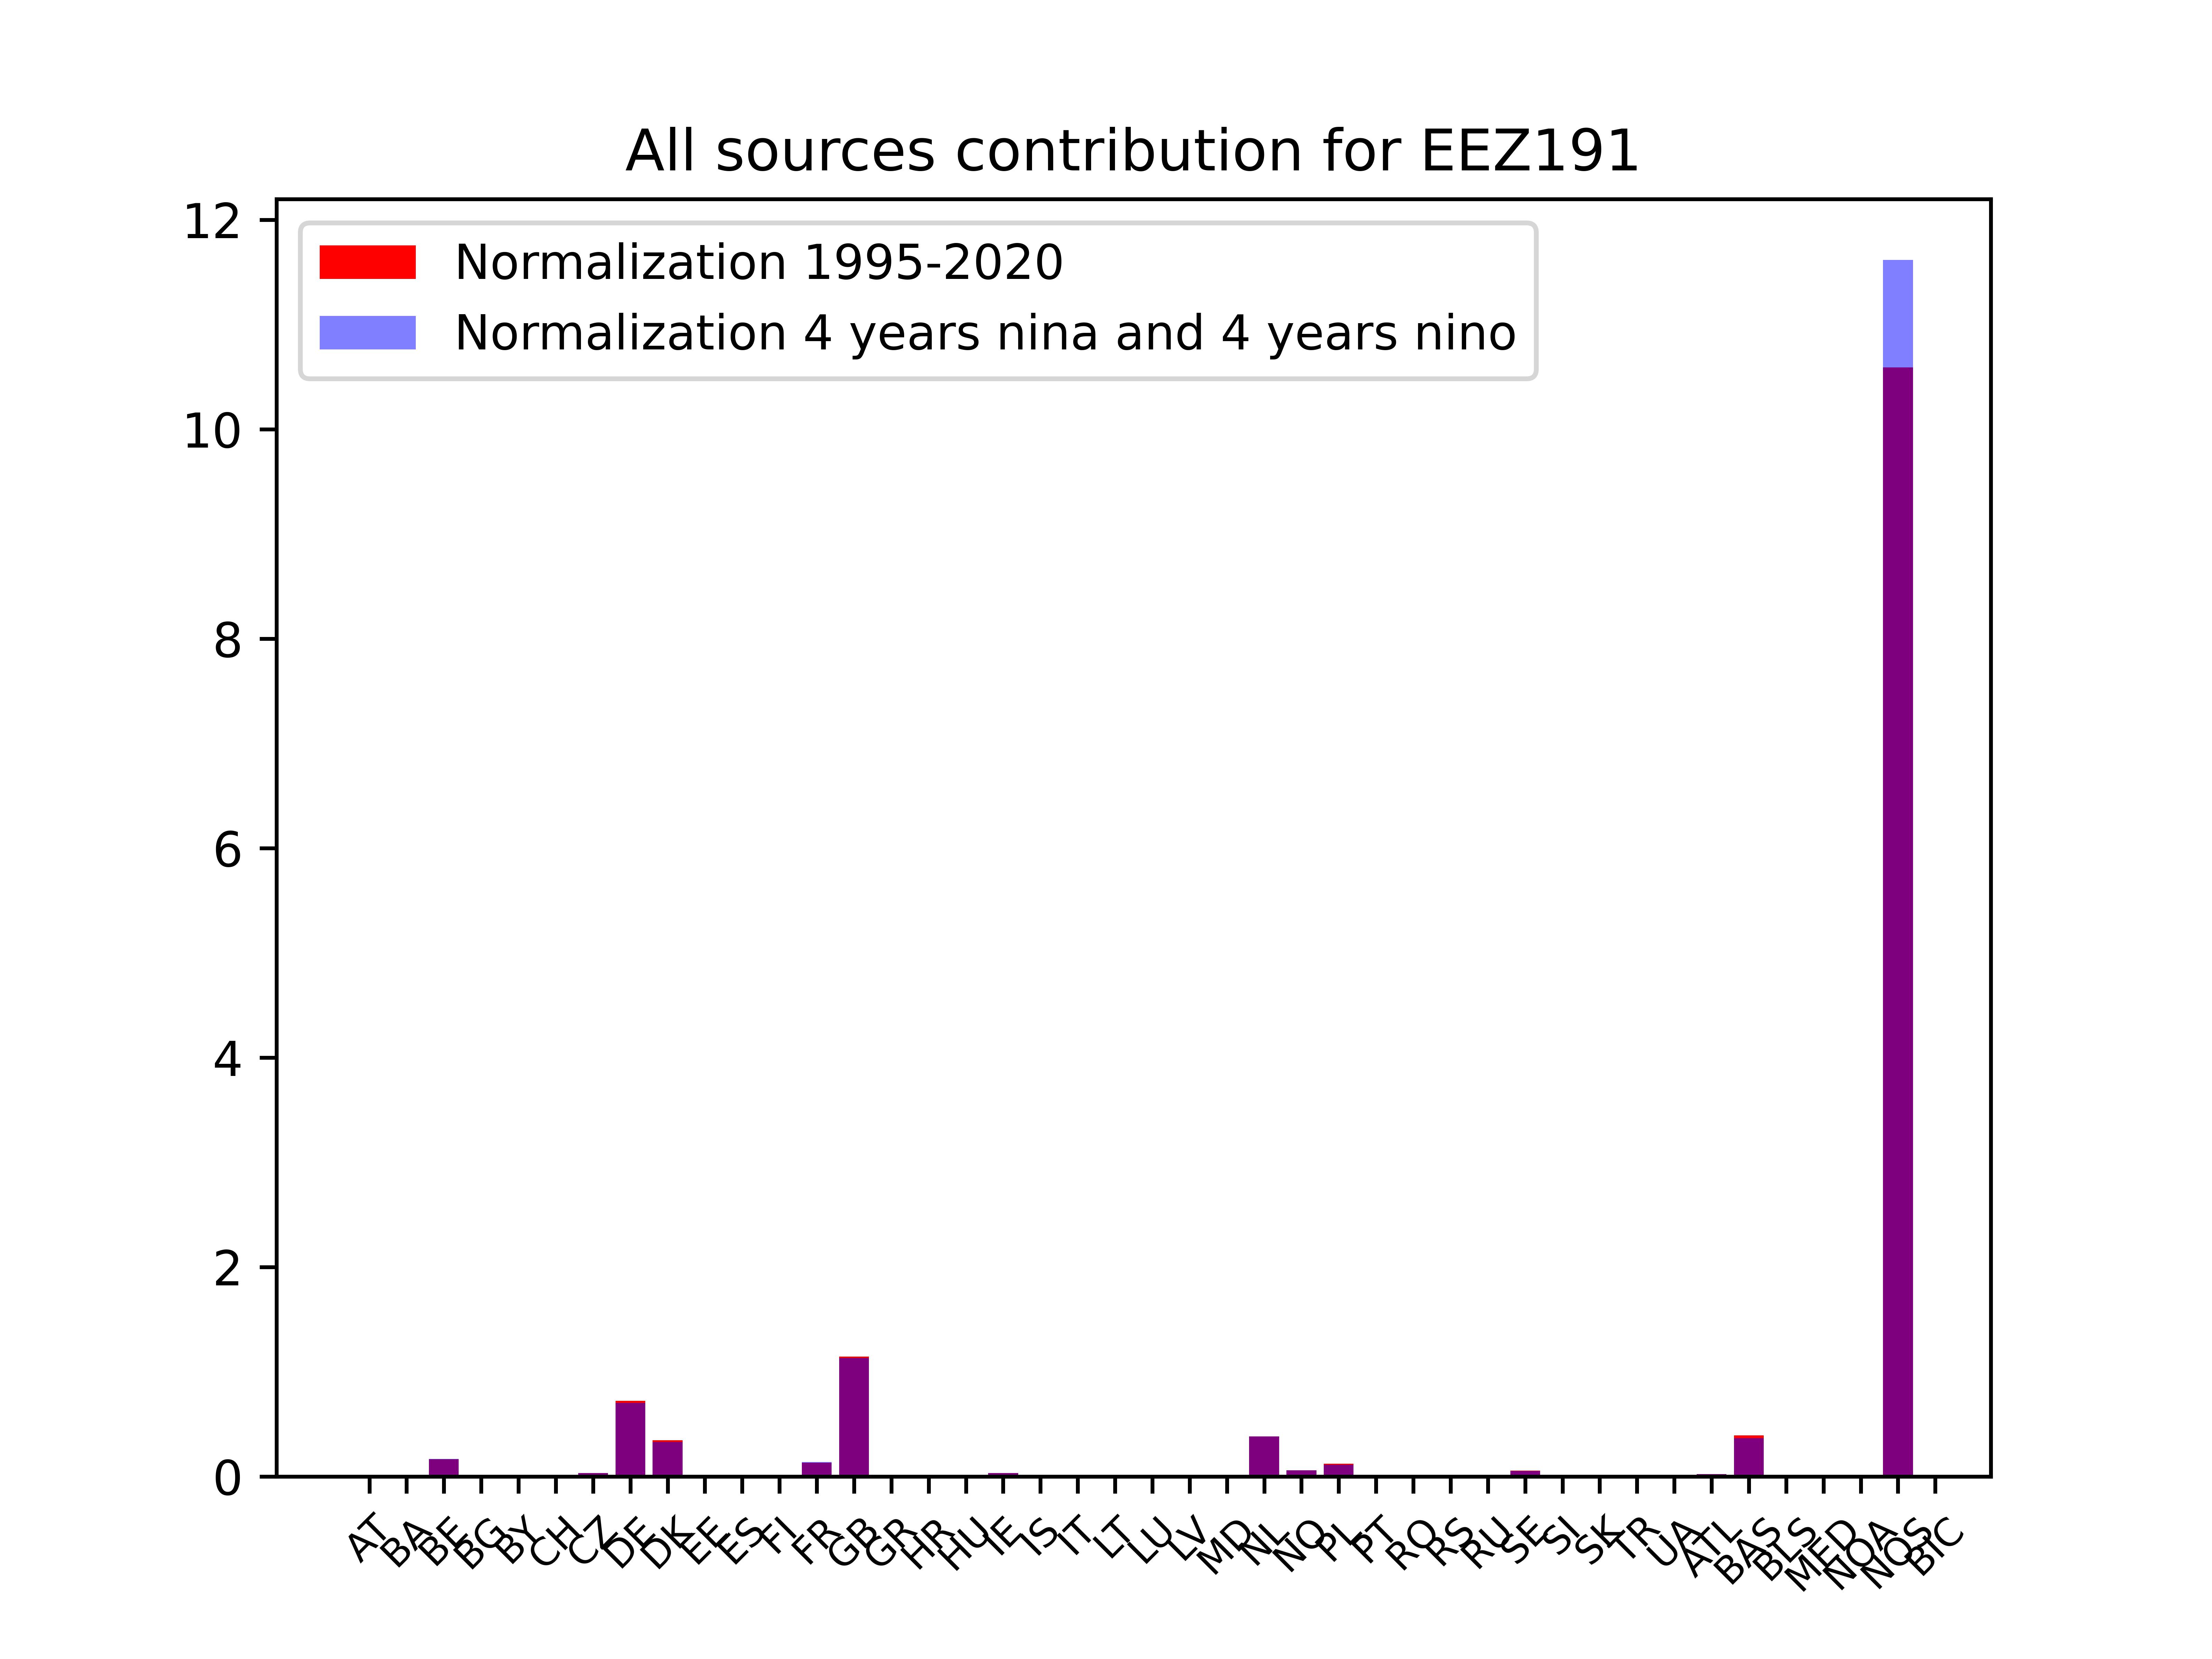 All sources contribution for EEZ191
Normalization 1995-2020
Normalization 4 years nina and 4 years nino
12
10
8
6
4
2
0
AT
BA
BE
BG
BY
CH
CZ
DE
DK
EE
ES
FI
FR
GB
GR
HR
HU
IE
IS
IT
LT
LU
LV
MD
NL
NO
PL
PT
RO
RS
RU
SE
SI
SK
TR
UA
ATL
BAS
BLS
MED
NOA
NOS
BIC